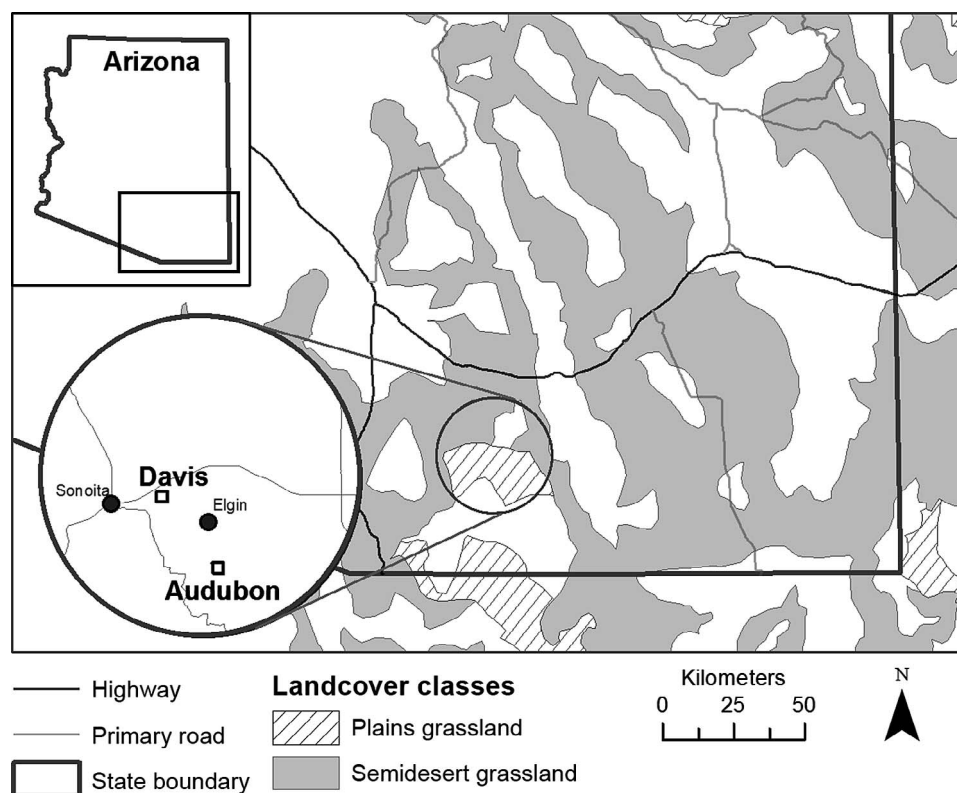 Arizona
Sonoita
Davis
Elgin
Audubon
Highway
Primary road
State boundary
Landcover classes
Plains grassland
Semidesert grassland
Kilometers
0 25 50
N